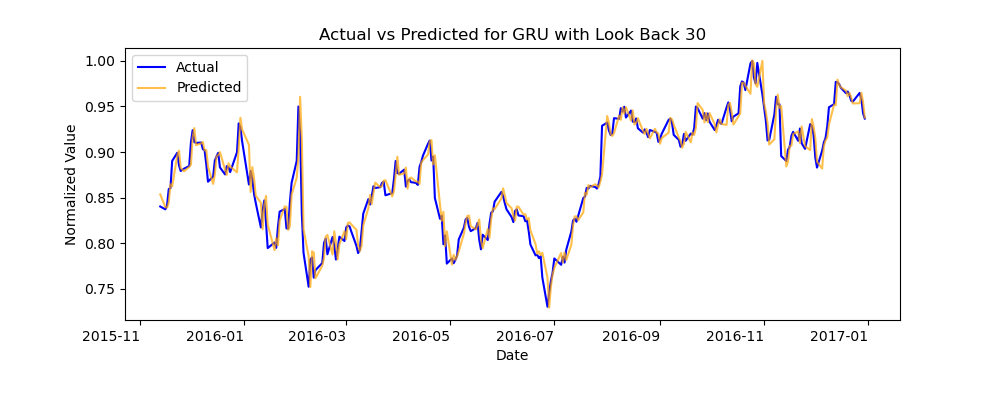 Actual vs Predicted for GRU with Look Back 30
Actual
Predicted
Normalized Value
1.00
0.95
0.90
0.85
0.80
0.75
2015-11
2016-01
2016-03
2016-05
2016-07
2016-09
2016-11
2017-01
Date